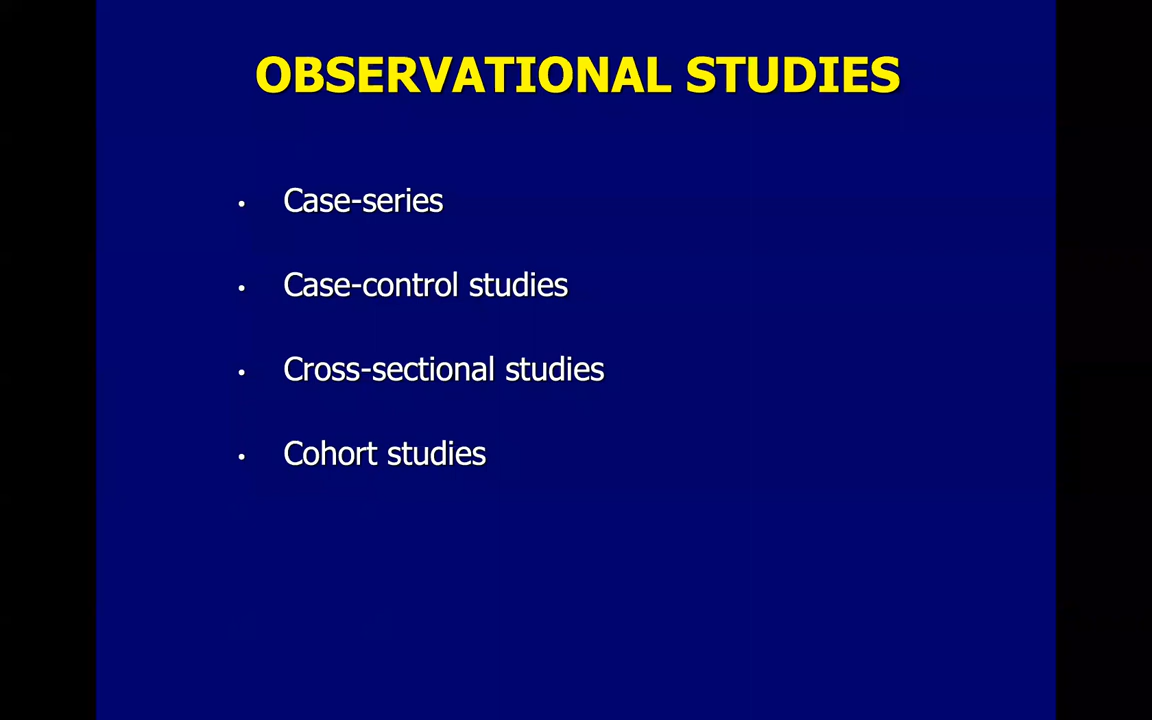 OBSERVATIONAL STUDIES
• Case-series
• Case-control studies
• Cross-sectional studies
• Cohort studies